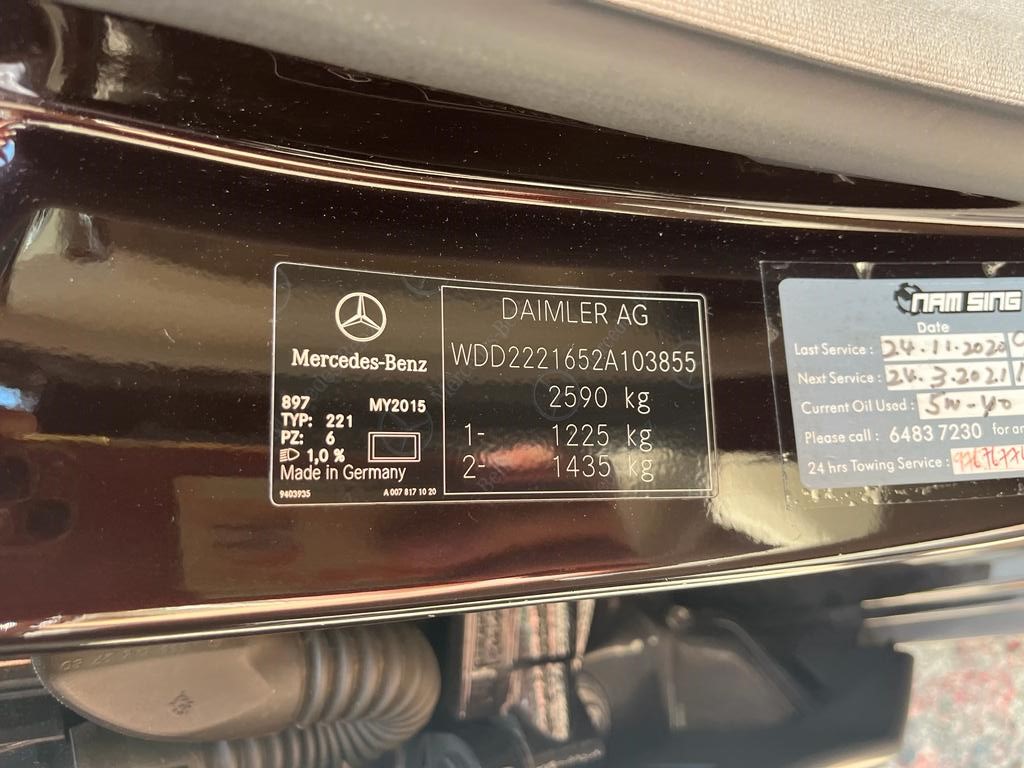 Mercedes-Benz
897 MY2015
TYP: 221
PZ: 6
1,0 %
Made in Germany
9403935 A 007 817 10 20
DAIMLER AG
WDD2221652A103855
2590 kg
1- 1225 kg
2- 1435 kg
NAM SING
Date
Last Service : 24.11.2020
Next Service : 24.3.2021
Current Oil Used : 5W-40
Please call : 6483 7230 for
24 hrs Towing Service :